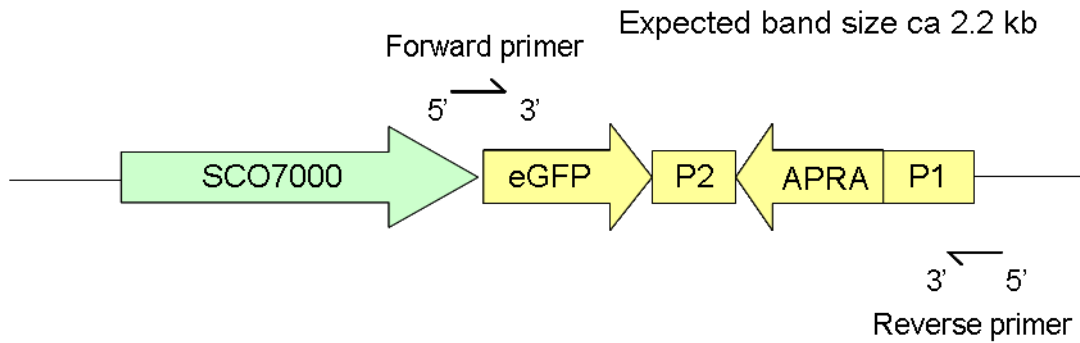 Expected band size ca 2.2 kb
Forward primer
5' 3'
SCO7000 eGFP P2 APRA P1
3' 5'
Reverse primer